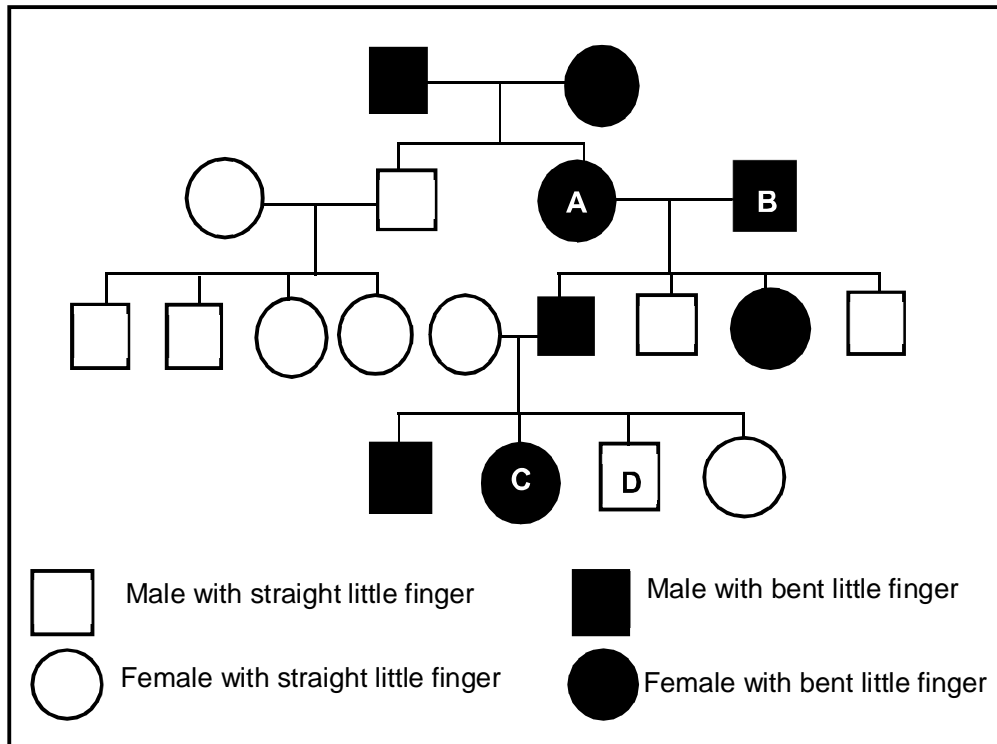 A
B
C
D
Male with straight little finger
Male with bent little finger
Female with straight little finger
Female with bent little finger